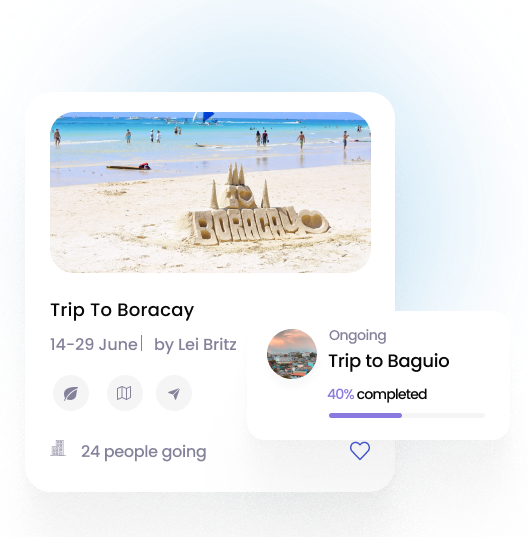 BORACAY
Trip To Boracay
14-29 June| by Lei Britz
24 people going
Ongoing
Trip to Baguio
40% completed